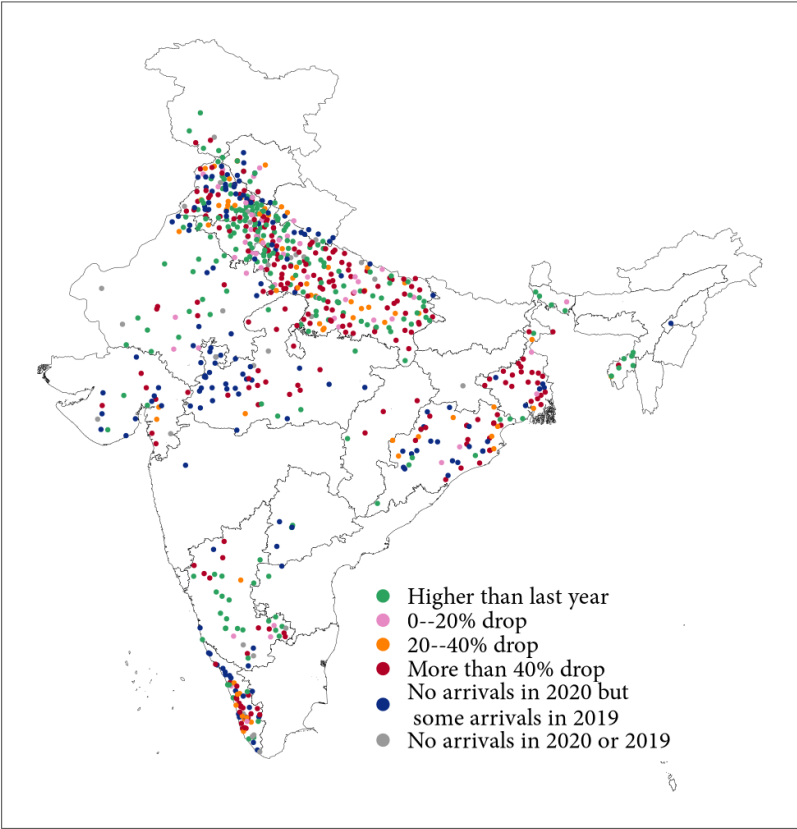 Higher than last year
0--20% drop
20--40% drop
More than 40% drop
No arrivals in 2020 but
some arrivals in 2019
No arrivals in 2020 or 2019